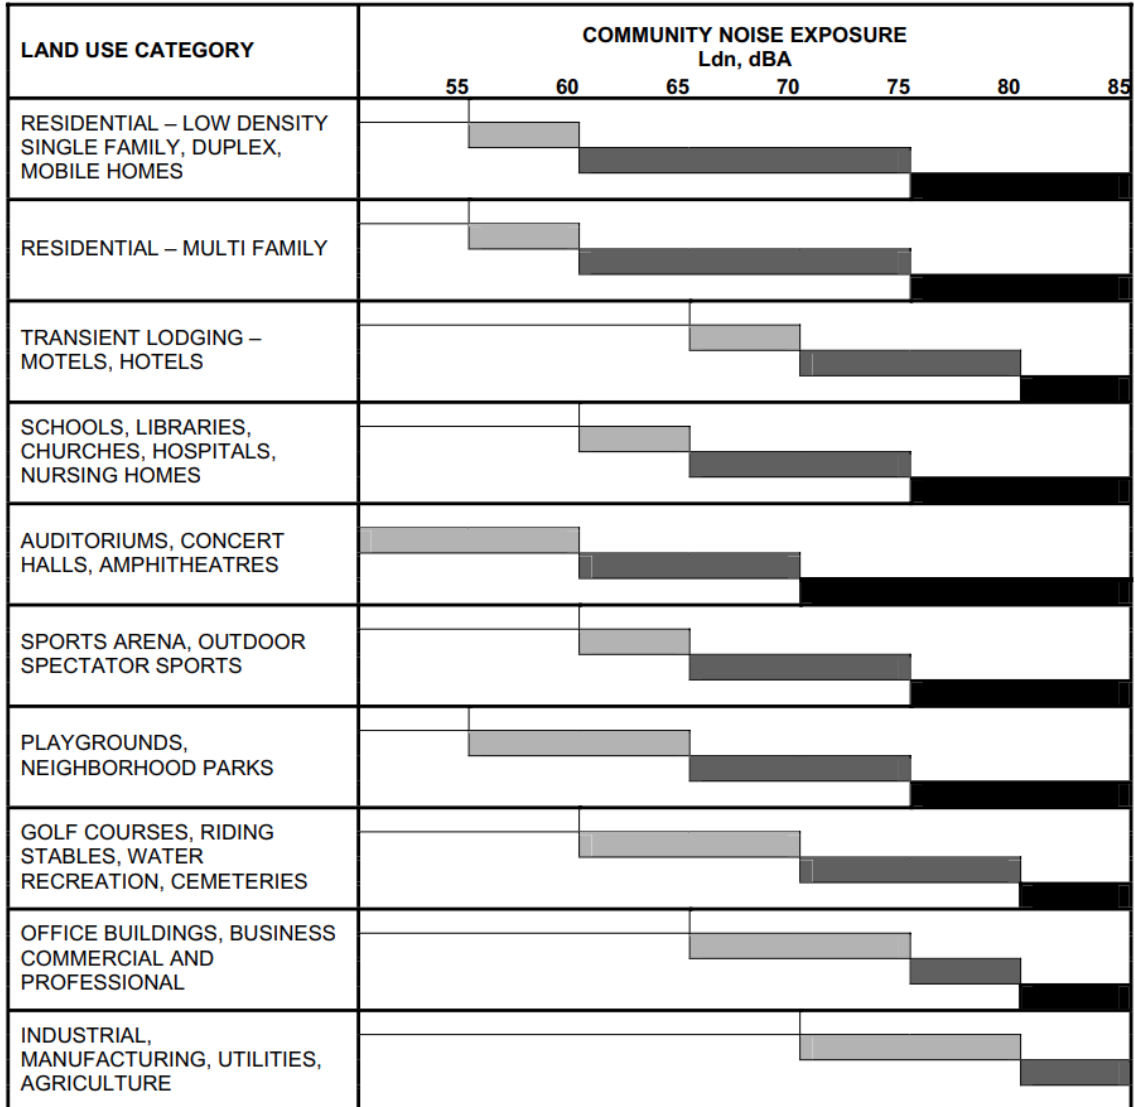 LAND USE CATEGORY
COMMUNITY NOISE EXPOSURE
Ldn, dBA
55 60 65 70 75 80 85
RESIDENTIAL – LOW DENSITY
SINGLE FAMILY, DUPLEX,
MOBILE HOMES
RESIDENTIAL – MULTI FAMILY
TRANSIENT LODGING –
MOTELS, HOTELS
SCHOOLS, LIBRARIES,
CHURCHES, HOSPITALS,
NURSING HOMES
AUDITORIUMS, CONCERT
HALLS, AMPHITHEATRES
SPORTS ARENA, OUTDOOR
SPECTATOR SPORTS
PLAYGROUNDS,
NEIGHBORHOOD PARKS
GOLF COURSES, RIDING
STABLES, WATER
RECREATION, CEMETERIES
OFFICE BUILDINGS, BUSINESS
COMMERCIAL AND
PROFESSIONAL
INDUSTRIAL,
MANUFACTURING, UTILITIES,
AGRICULTURE